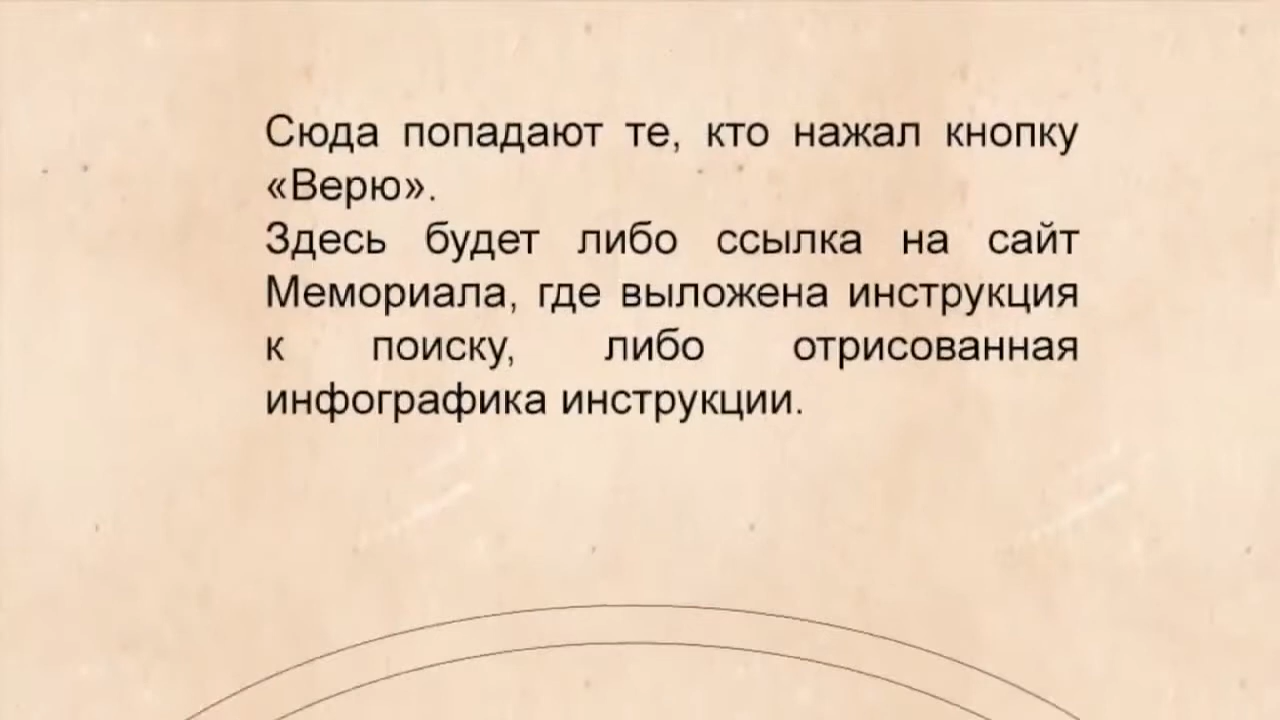 Сюда попадают те, кто нажал кнопку
«Верю».
Здесь будет либо ссылка на сайт
Мемориала, где выложена инструкция
к поиску, либо отрисованная
инфографика инструкции.